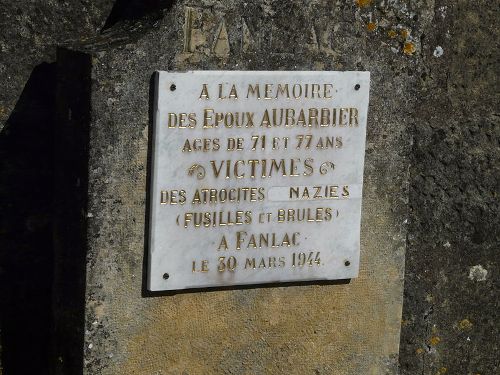 A LA MEMOIRE
DES EPOUX AUBARBIER
AGES DE 71 ET 77 ANS
VICTIMES
DES ATROCITES NAZIES
(FUSILLES ET BRULES)
A FANLAC
LE 30 MARS 1944.